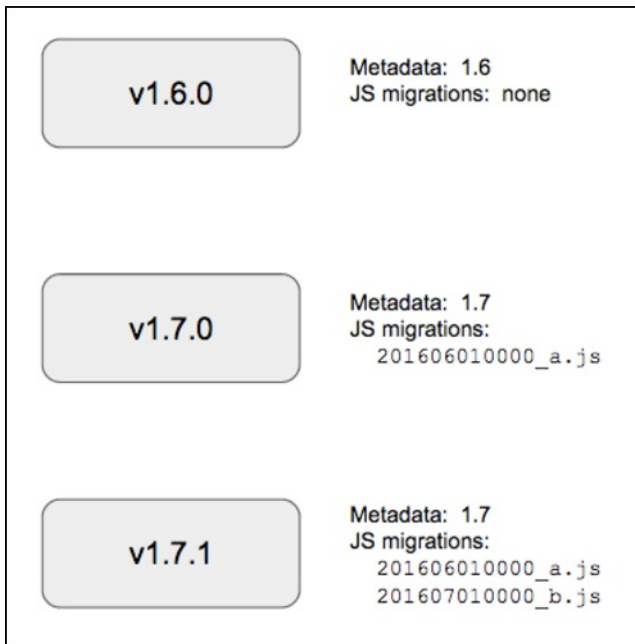 v1.6.0
Metadata: 1.6
JS migrations: none
v1.7.0
Metadata: 1.7
JS migrations:
201606010000_a.js
v1.7.1
Metadata: 1.7
JS migrations:
201606010000_a.js
201607010000_b.js